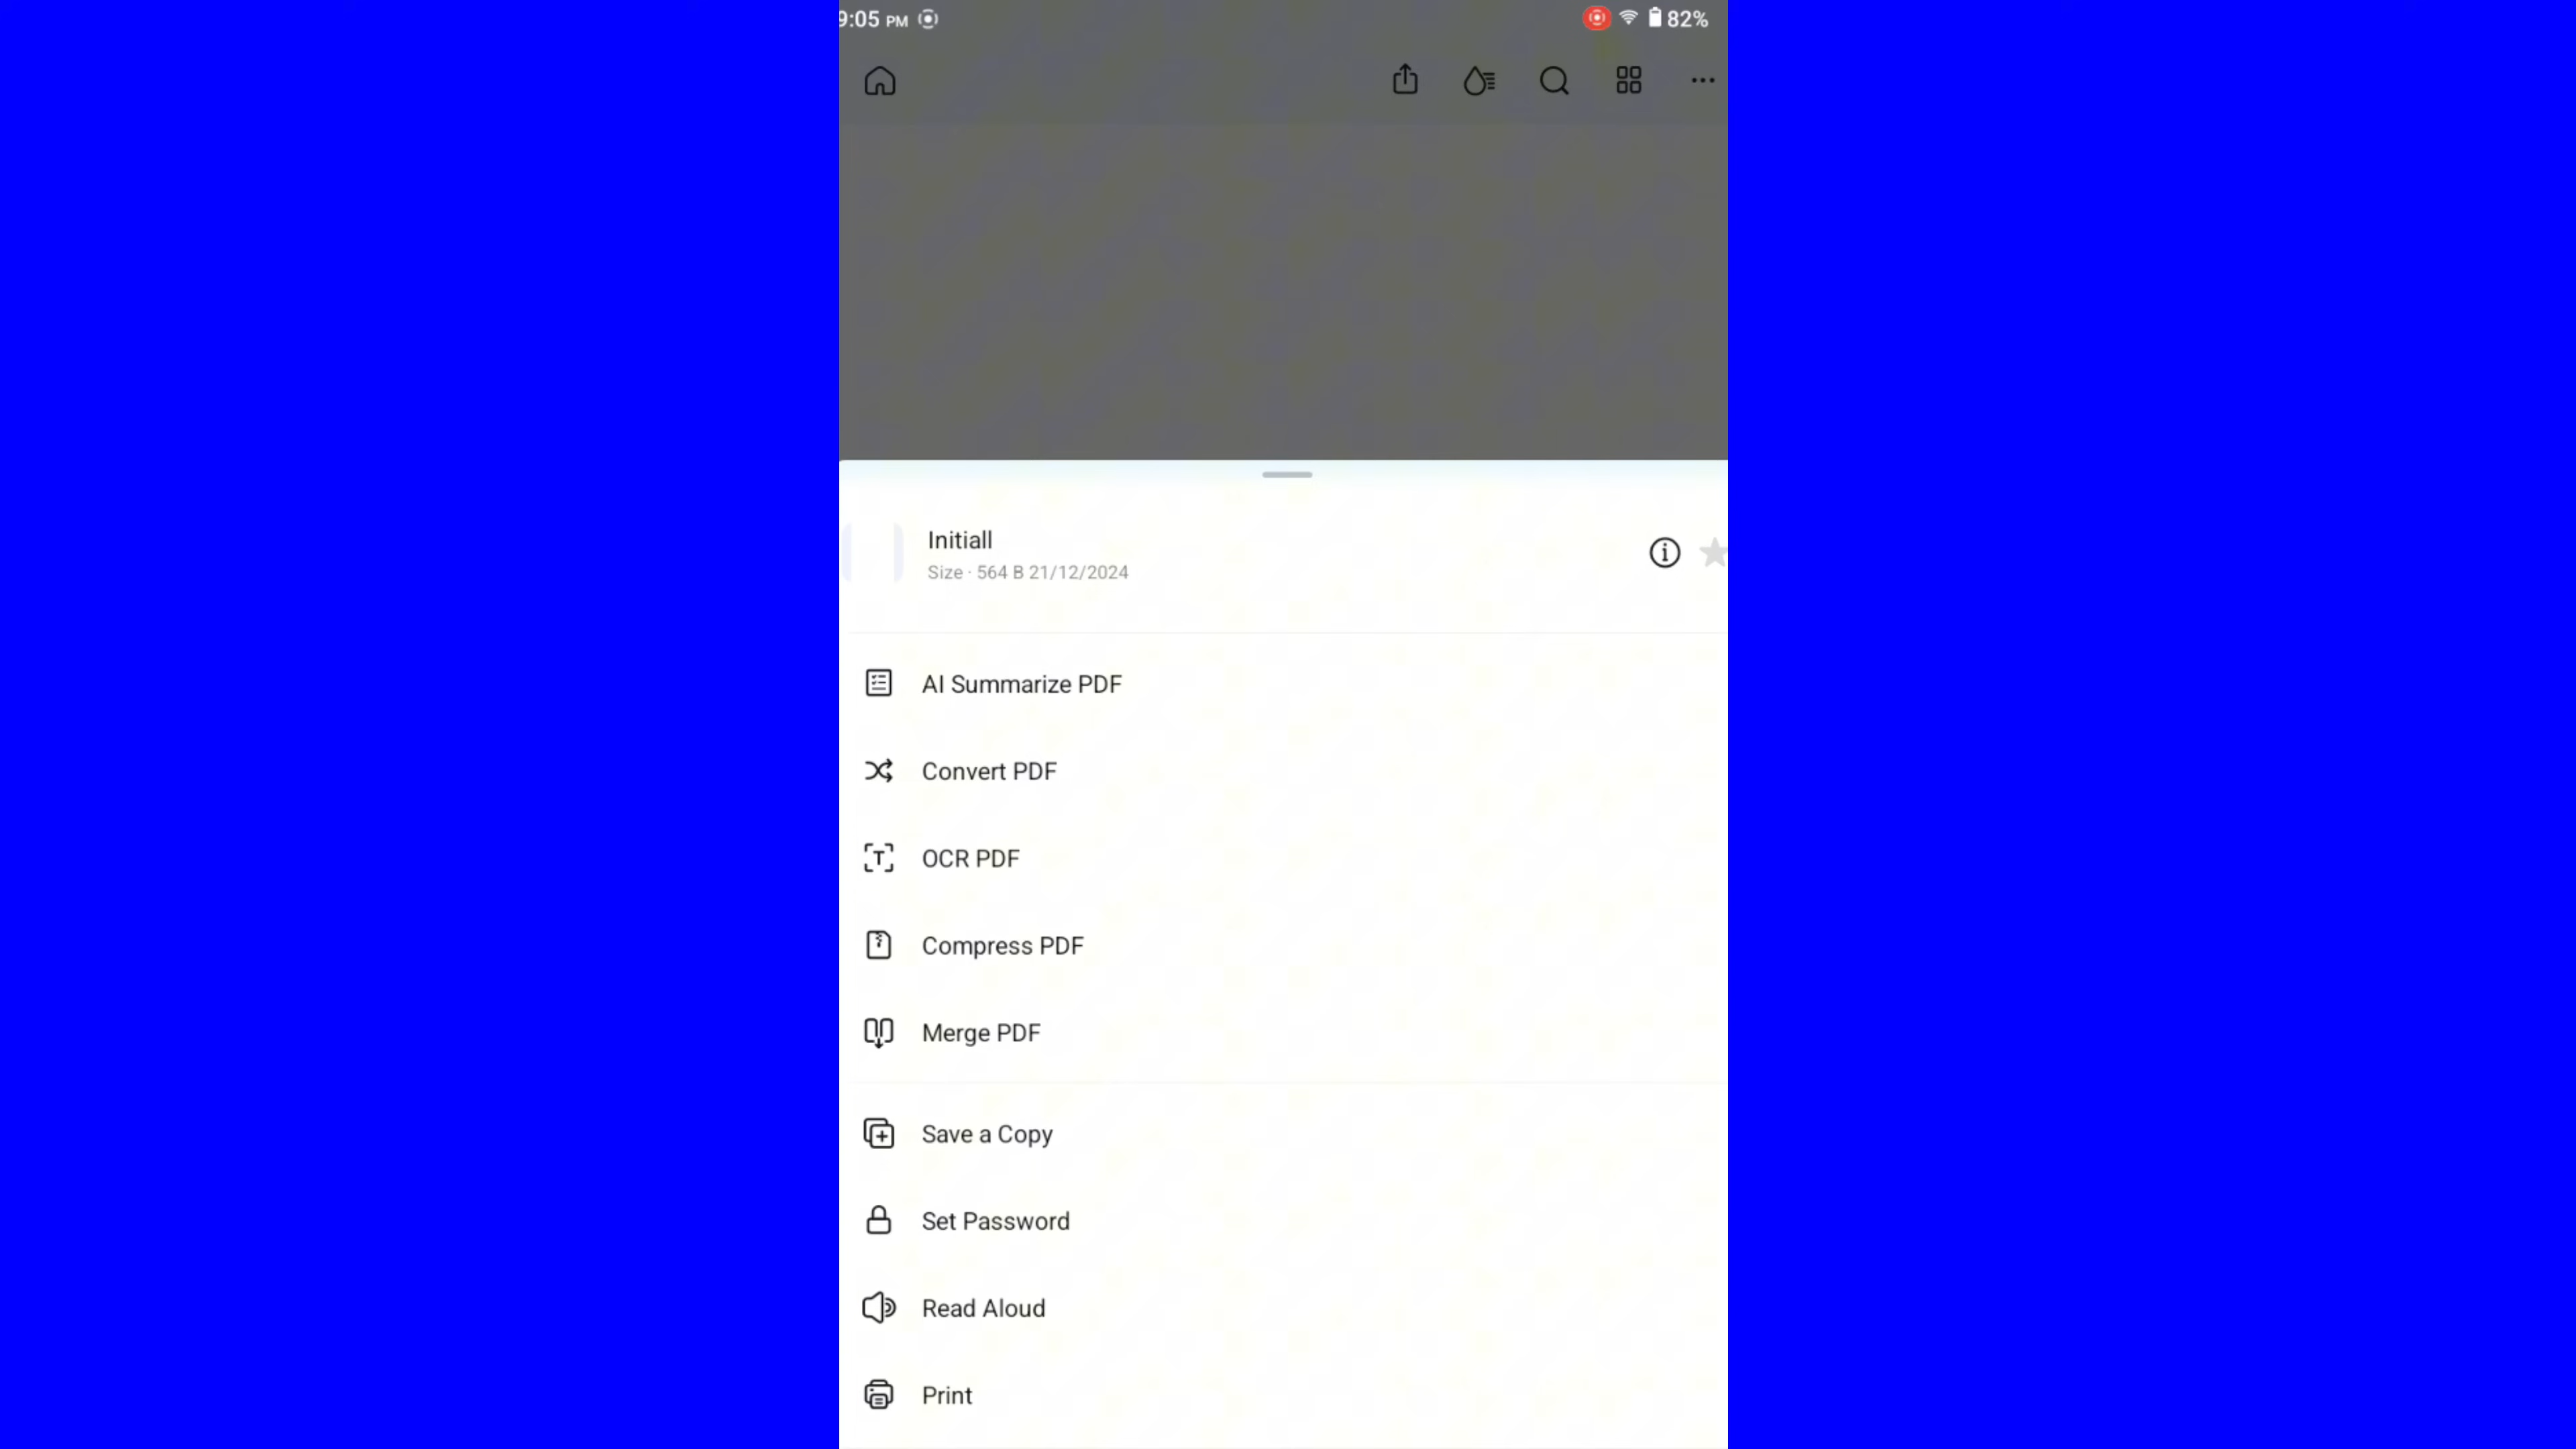 9:05 PM
82%
Initiall
Size · 564 B 21/12/2024
AI Summarize PDF
Convert PDF
OCR PDF
Compress PDF
Merge PDF
Save a Copy
Set Password
Read Aloud
Print